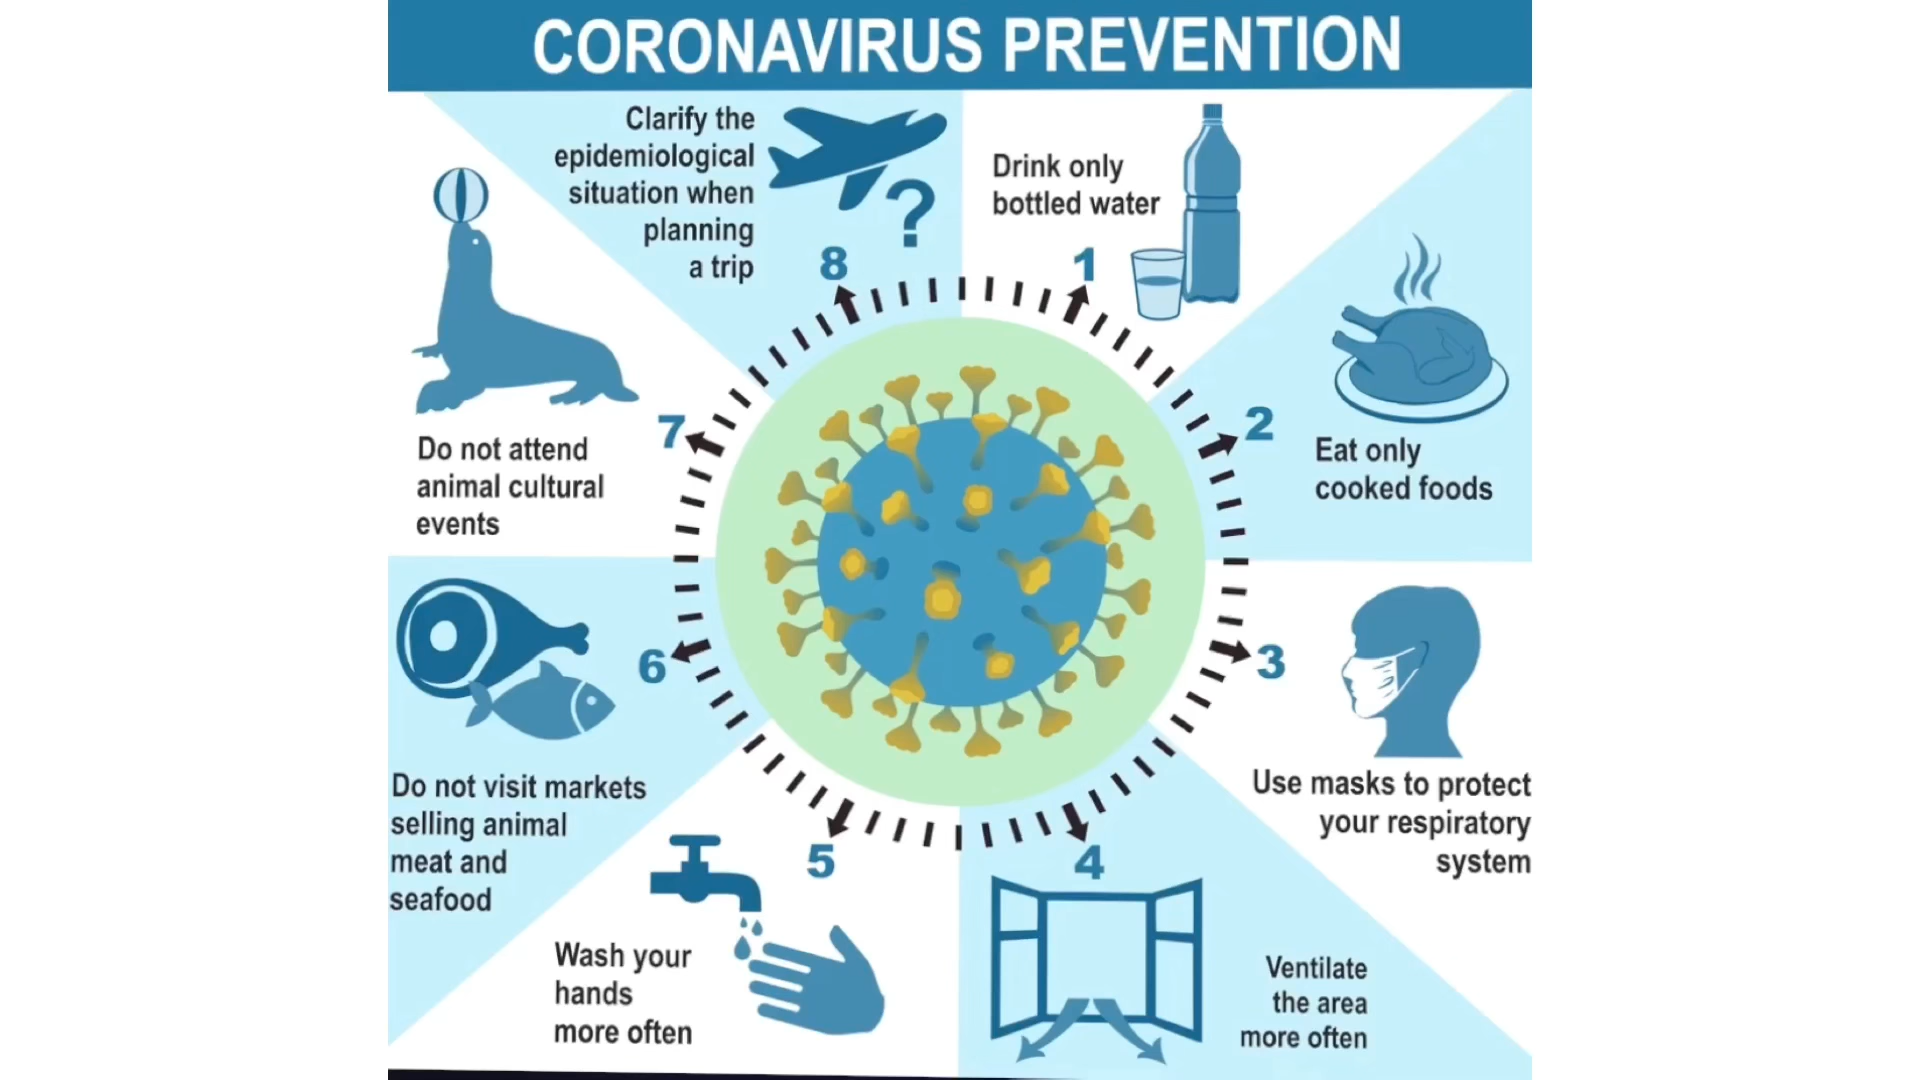 CORONAVIRUS PREVENTION
1
Drink only
bottled water
2
Eat only
cooked foods
3
Use masks to protect
your respiratory
system
4
Ventilate
the area
more often
5
Wash your
hands
more often
6
Do not visit markets
selling animal
meat and
seafood
7
Do not attend
animal cultural
events
8
Clarify the
epidemiological
situation when
planning
a trip
?